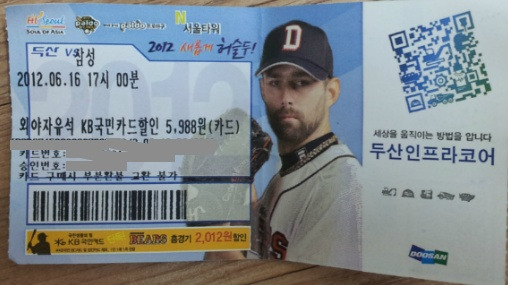 Hi Seoul
SOUL OF ASIA
N 서울타워
두산 VS 삼성
2012 새롭게 허슬두!
2012.06.16 17시 00분
외야자유석 KB국민카드할인 5,988원(카드)
카드번호:
승인번호:
카드 구매시 부분환불 교환 불가
KB국민카드
BEARS 홈경기 2,012원할인
D
세상을 움직이는 방법을 압니다
두산인프라코어
DOOSAN